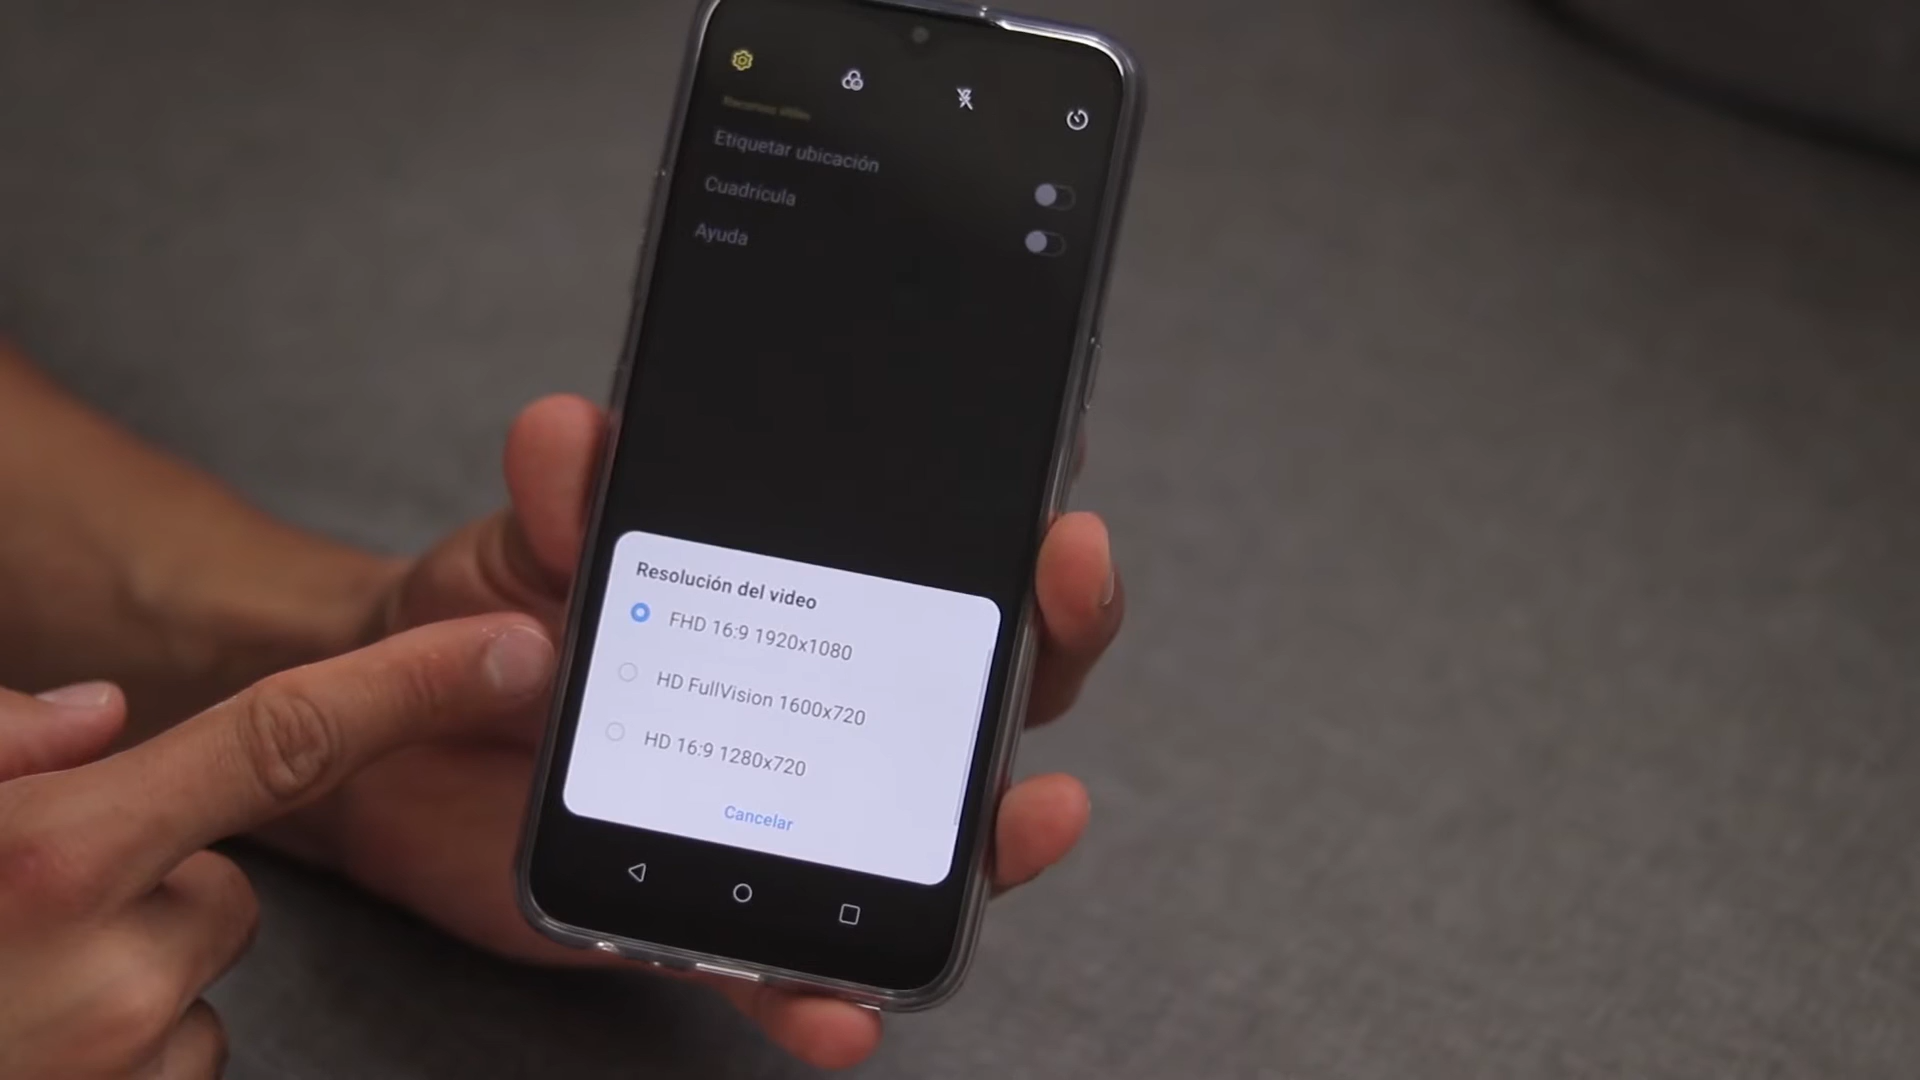 Etiquetar ubicación
Cuadrícula
Ayuda
Resolución del video
FHD 16:9 1920x1080
HD FullVision 1600x720
HD 16:9 1280x720
Cancelar